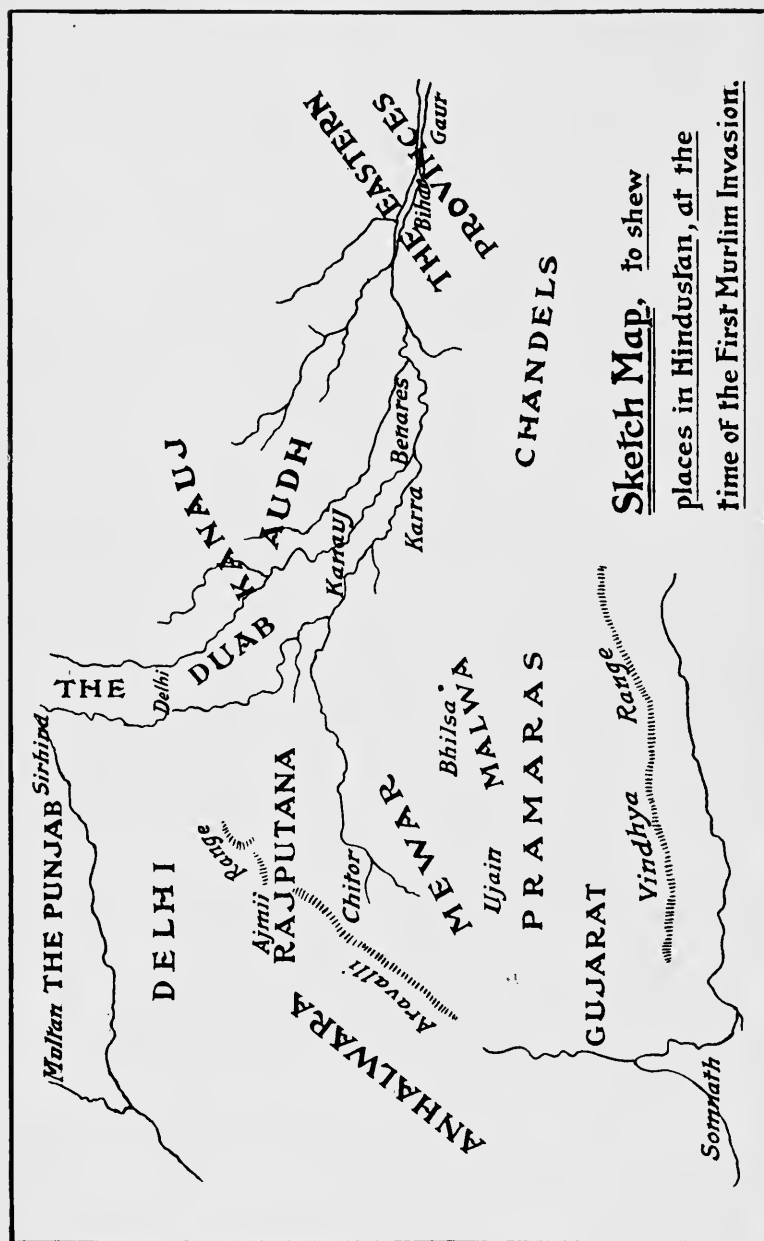 Multan THE PUNJAB Sirhind
THE
DELHI
Delhi
DUAB
KANAUJ
AUDH
Ajmii
Range
RAJPUTANA
Kanauj
Benares
Karra
THE EASTERN
PROVINCES
Bihar
Gaur
ANHALWARA
Aravalli
Chitor
MEWAR
Bhilsa
MALWA
Ujain
PRAMARAS
CHANDELS
GUJARAT
Vindhya Range
Somnath
Sketch Map, to shew
places in Hindustan, at the
time of the First Murlim Invasion.